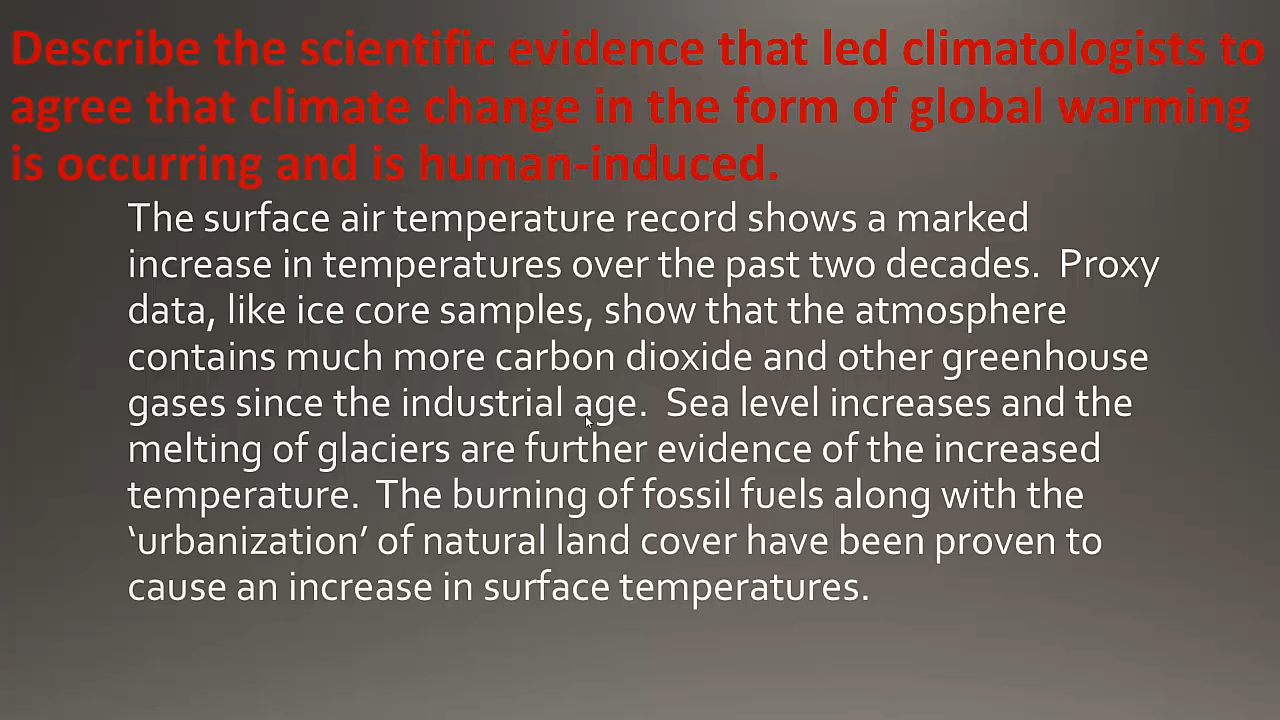 Describe the scientific evidence that led climatologists to
agree that climate change in the form of global warming
is occurring and is human-induced.
The surface air temperature record shows a marked
increase in temperatures over the past two decades.  Proxy
data, like ice core samples, show that the atmosphere
contains much more carbon dioxide and other greenhouse
gases since the industrial age.  Sea level increases and the
melting of glaciers are further evidence of the increased
temperature.  The burning of fossil fuels along with the
‘urbanization’ of natural land cover have been proven to
cause an increase in surface temperatures.